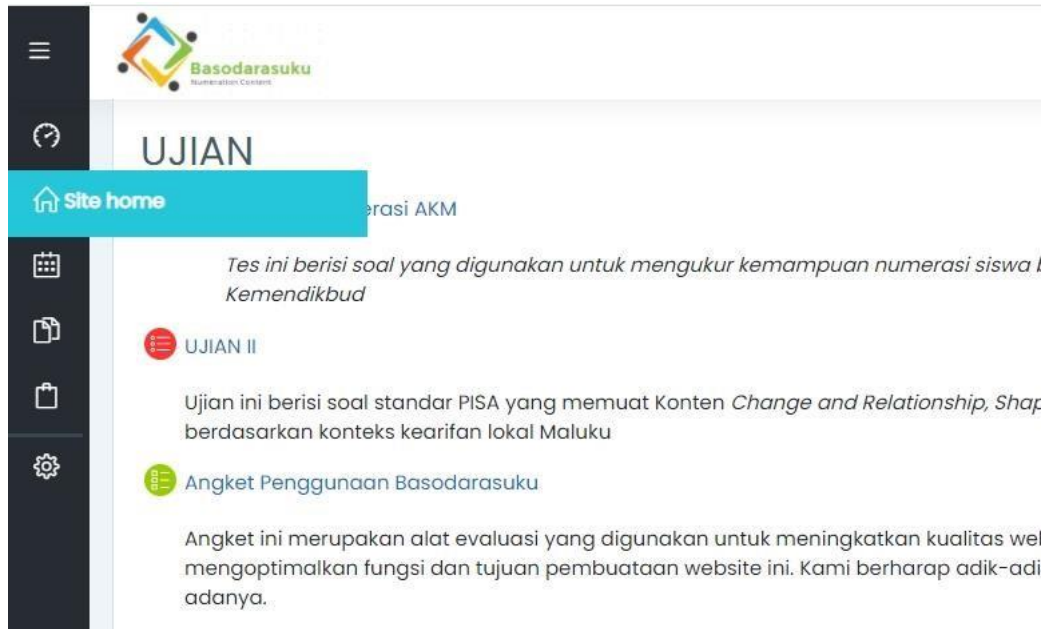 Basodarasuku
Numeration Content
UJIAN
Site home
erasi AKM
Tes ini berisi soal yang digunakan untuk mengukur kemampuan numerasi siswa
Kemendikbud
UJIAN II
Ujian ini berisi soal standar PISA yang memuat Konten Change and Relationship, Shap
berdasarkan konteks kearifan lokal Maluku
Angket Penggunaan Basodarasuku
Angket ini merupakan alat evaluasi yang digunakan untuk meningkatkan kualitas wel
mengoptimalkan fungsi dan tujuan pembuataan website ini. Kami berharap adik-adi
adanya.